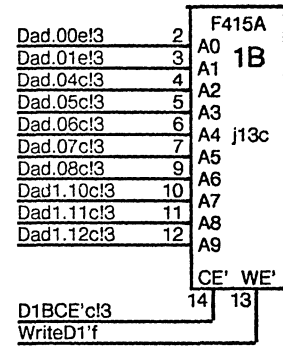 F415A
1B
j13c
Dad.00e!3 2 A0
Dad.01e!3 3 A1
Dad.04c!3 4 A2
Dad.05c!3 5 A3
Dad.06c!3 6 A4
Dad.07c!3 7 A5
Dad.08c!3 9 A6
Dad1.10c!3 10 A7
Dad1.11c!3 11 A8
Dad1.12c!3 12 A9
CE' WE'
14 13
D1BCE'c!3
WriteD1'f